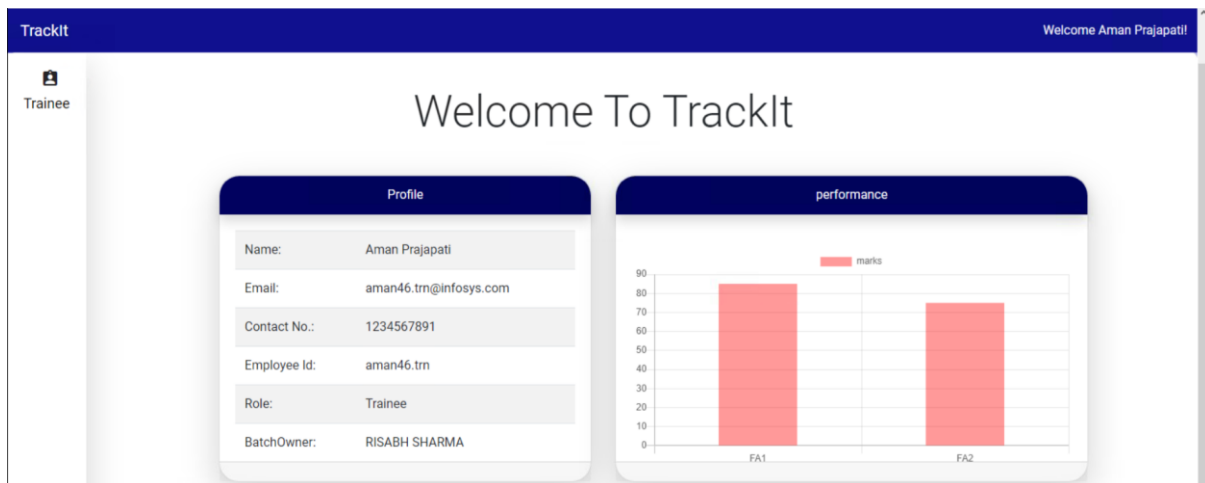 TrackIt
Welcome Aman Prajapati!
Trainee
Welcome To TrackIt
Profile
Name: Aman Prajapati
Email: aman46.trn@infosys.com
Contact No.: 1234567891
Employee Id: aman46.trn
Role: Trainee
BatchOwner: RISABH SHARMA
performance
marks
90
80
70
60
50
40
30
20
10
0
FA1 FA2